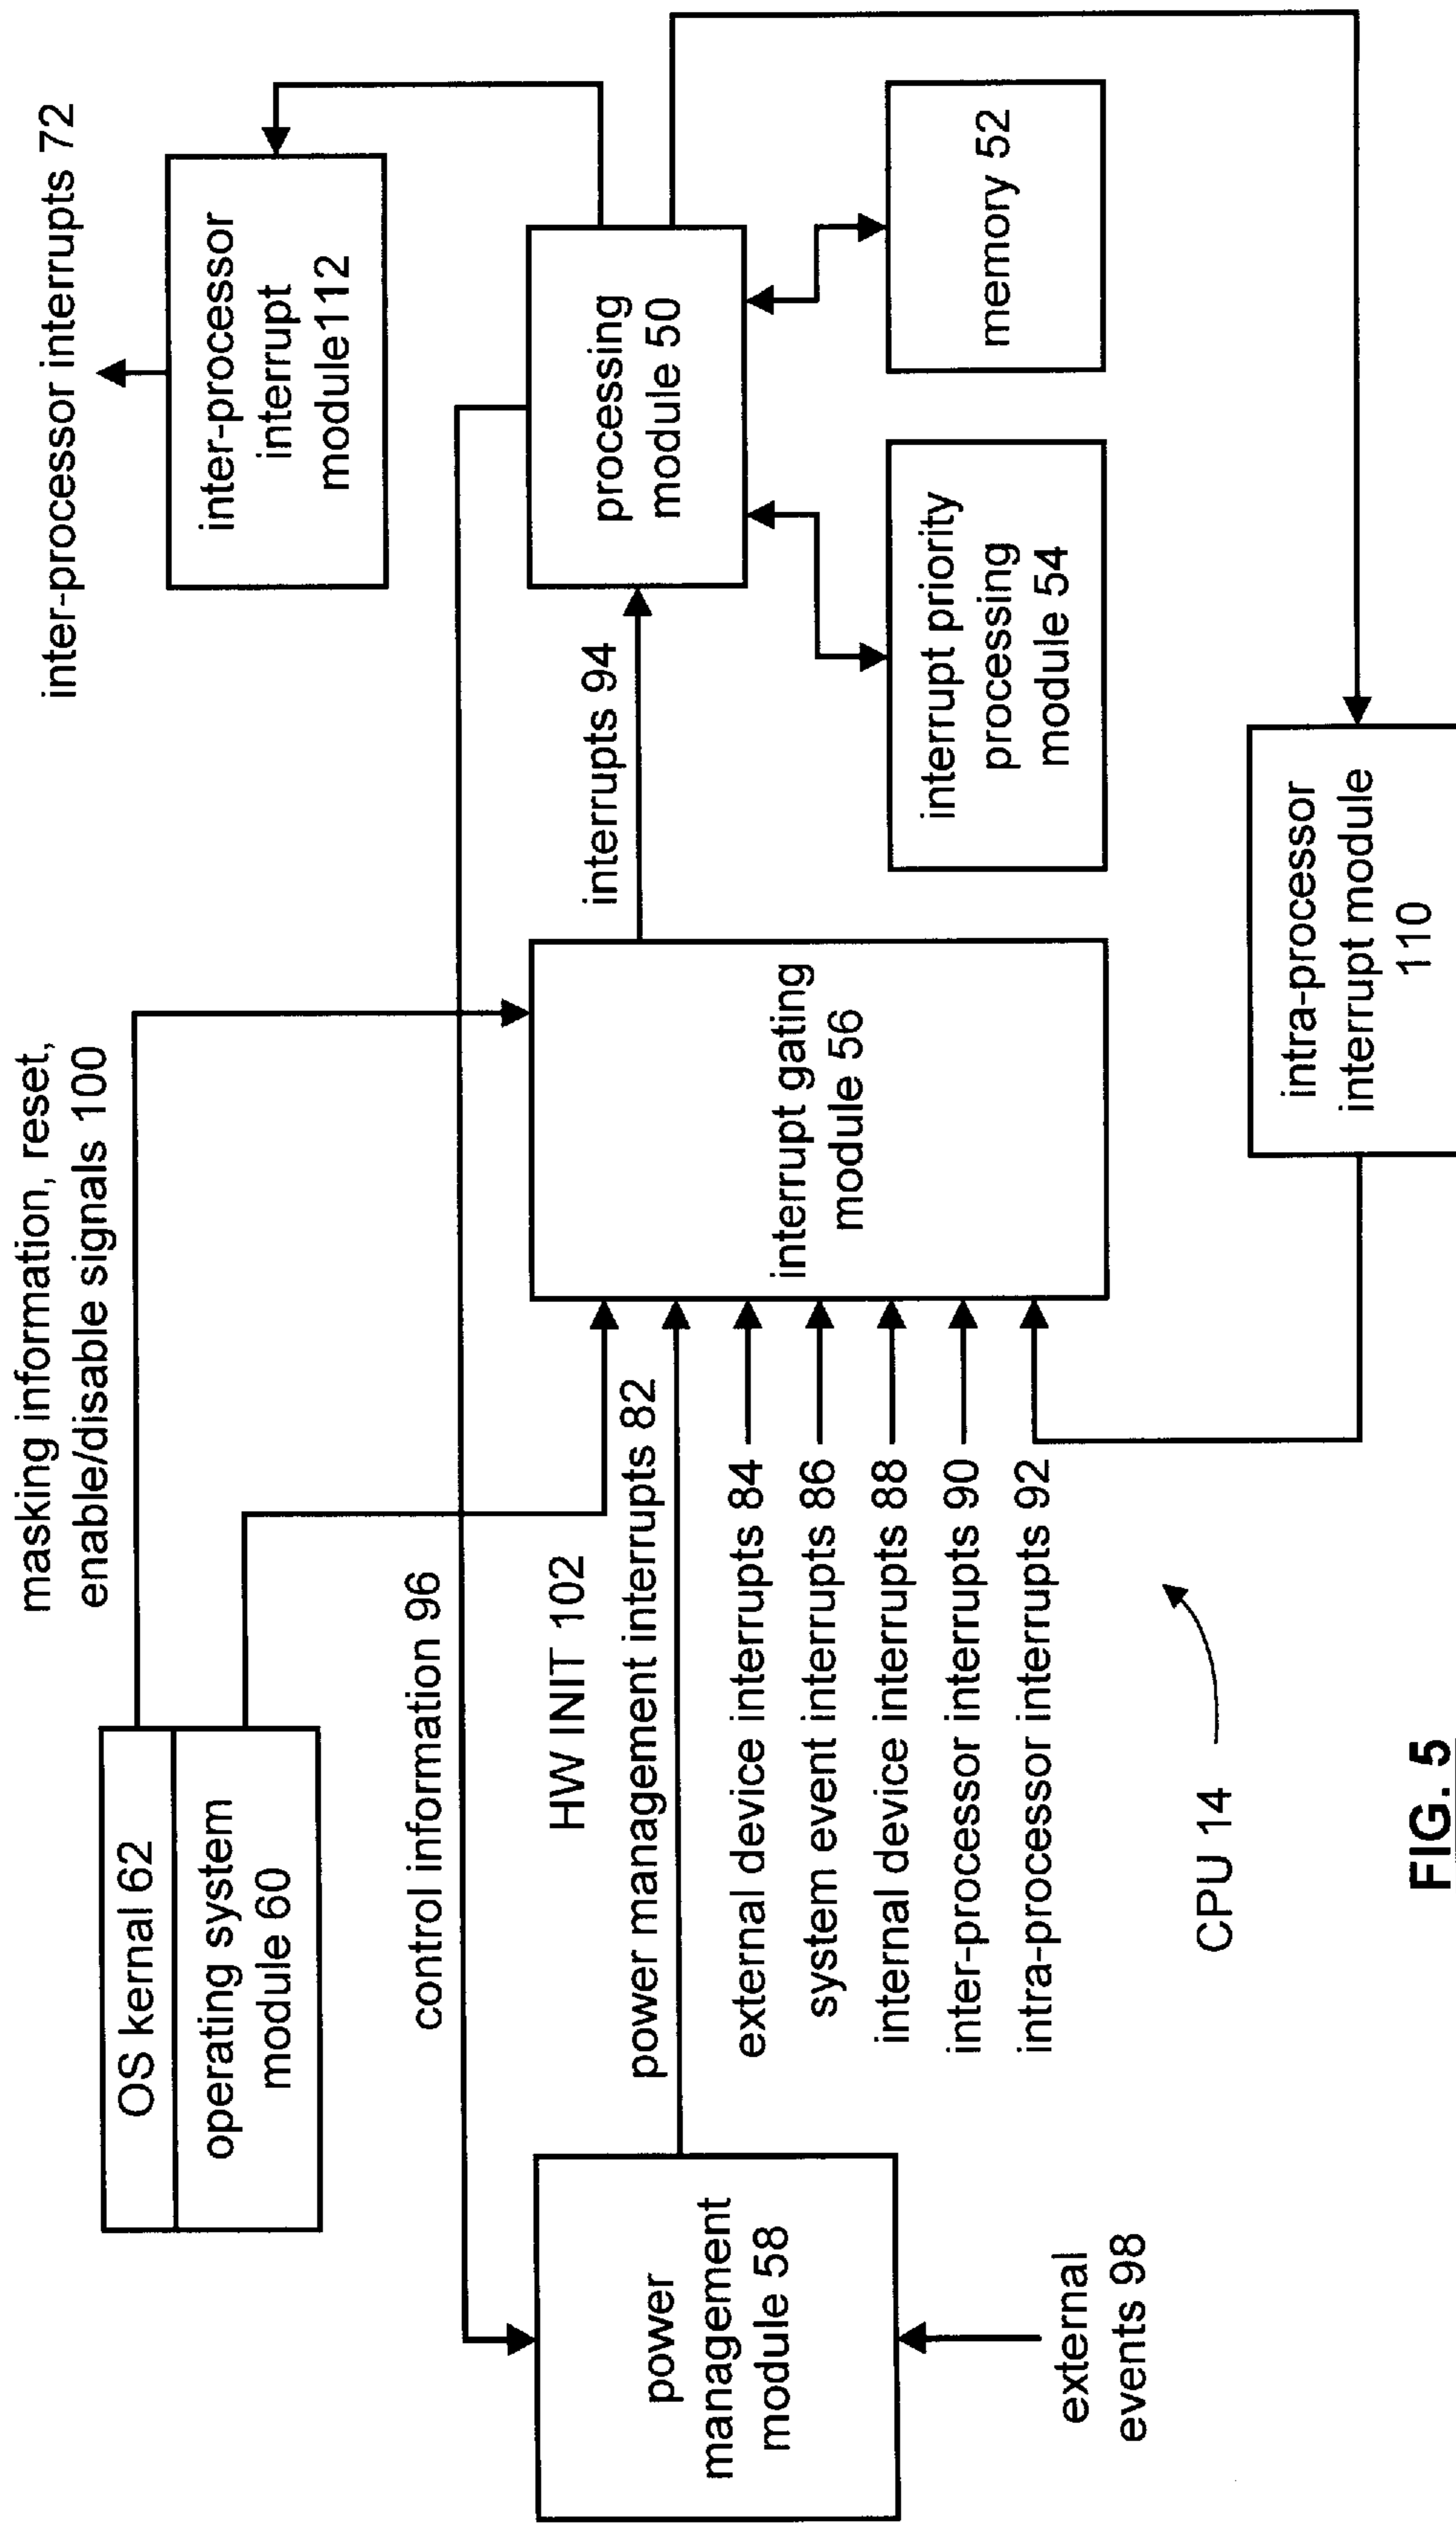 masking information, reset,
enable/disable signals 100
inter-processor interrupts 72
OS kernal 62
operating system
module 60
inter-processor
interrupt
module112
control information 96
HW INIT 102
power management interrupts 82
interrupts 94
processing
module 50
power
management
module 58
external device interrupts 84
system event interrupts 86
internal device interrupts 88
inter-processor interrupts 90
intra-processor interrupts 92
interrupt gating
module 56
interrupt priority
processing
module 54
memory 52
external
events 98
CPU 14
intra-processor
interrupt module
110
FIG. 5